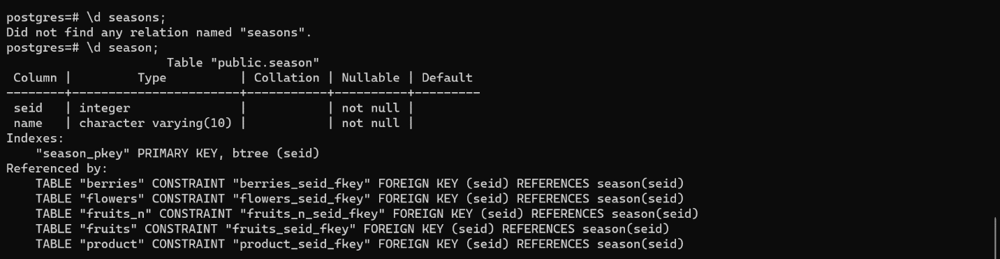 postgres=# \d seasons;
Did not find any relation named "seasons".
postgres=# \d season;
                      Table "public.season"
 Column |         Type          | Collation | Nullable | Default
--------+-----------------------+-----------+----------+---------
 seid   | integer               |           | not null |
 name   | character varying(10) |           | not null |
Indexes:
    "season_pkey" PRIMARY KEY, btree (seid)
Referenced by:
    TABLE "berries" CONSTRAINT "berries_seid_fkey" FOREIGN KEY (seid) REFERENCES season(seid)
    TABLE "flowers" CONSTRAINT "flowers_seid_fkey" FOREIGN KEY (seid) REFERENCES season(seid)
    TABLE "fruits_n" CONSTRAINT "fruits_n_seid_fkey" FOREIGN KEY (seid) REFERENCES season(seid)
    TABLE "fruits" CONSTRAINT "fruits_seid_fkey" FOREIGN KEY (seid) REFERENCES season(seid)
    TABLE "product" CONSTRAINT "product_seid_fkey" FOREIGN KEY (seid) REFERENCES season(seid)